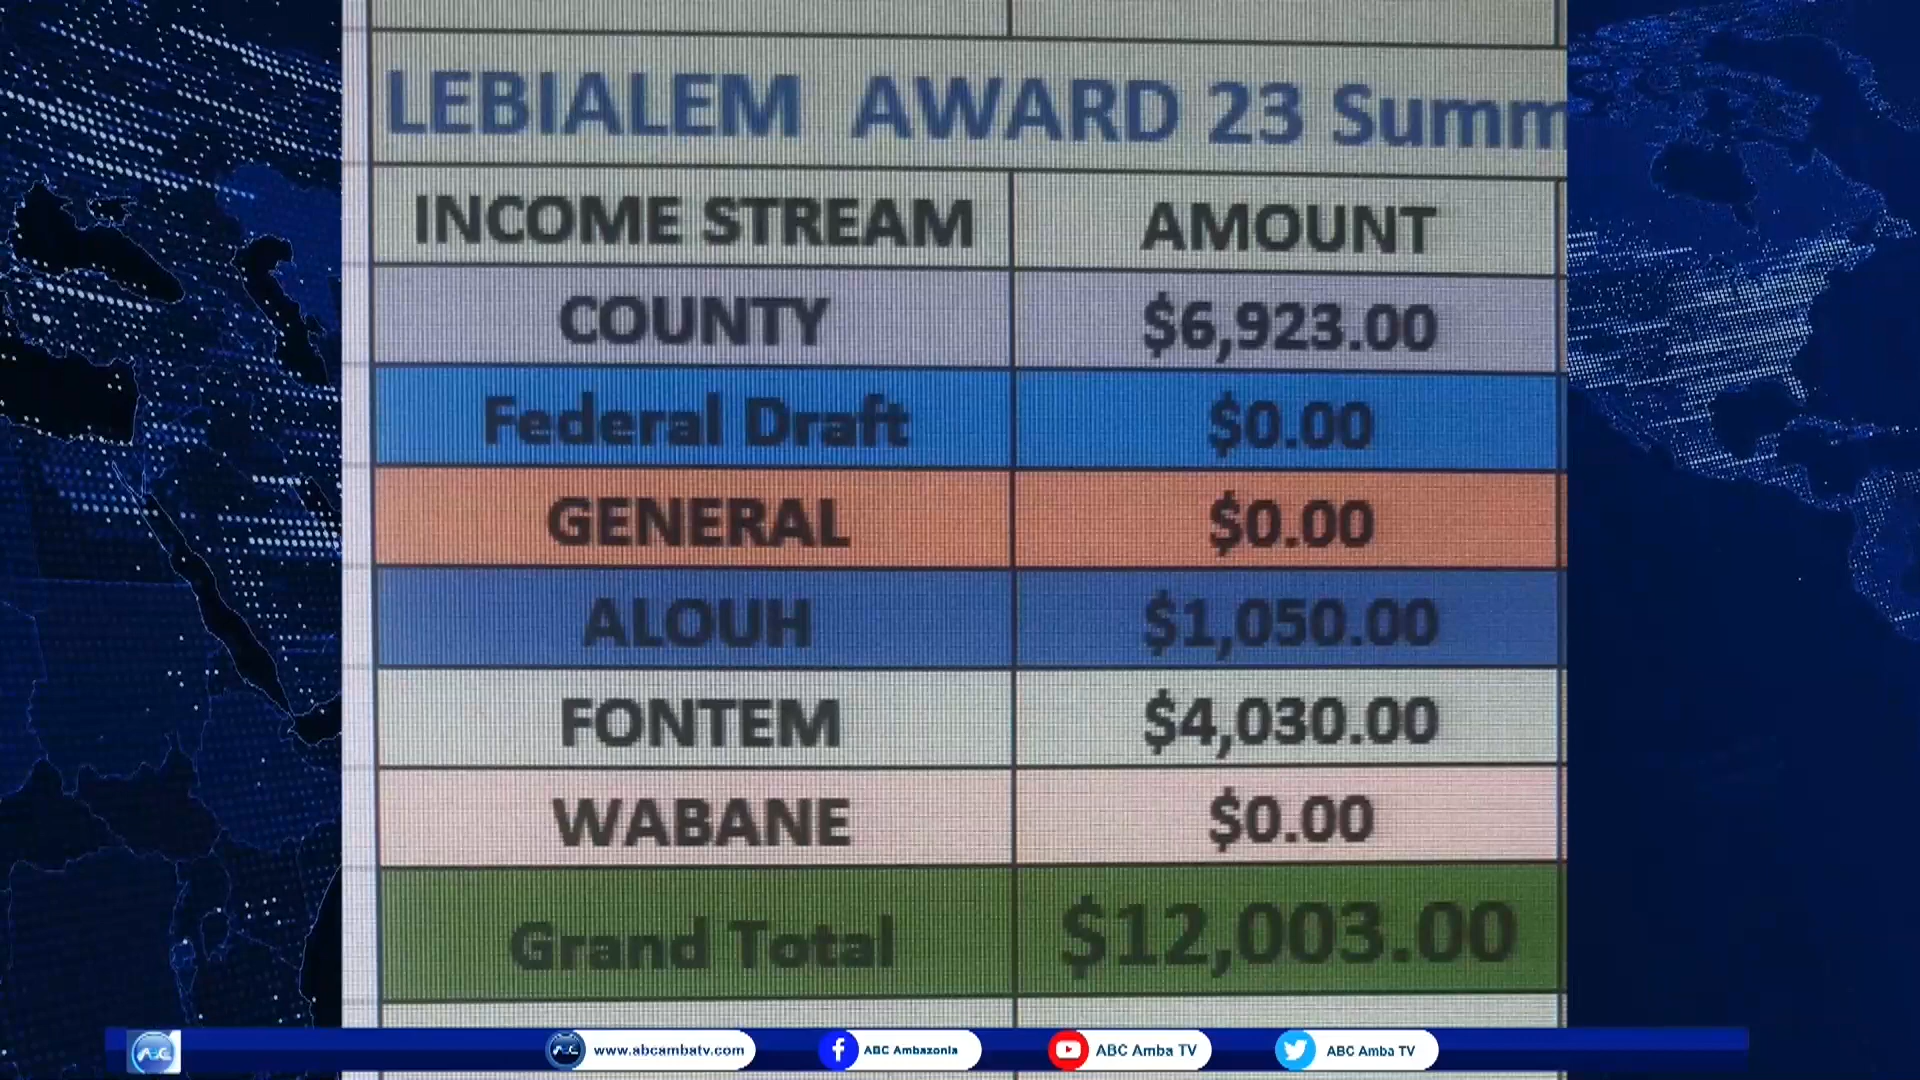 LEBIALEM AWARD 23 Summ
INCOME STREAM AMOUNT
COUNTY $6,923.00
Federal Draft $0.00
GENERAL $0.00
ALOUH $1,050.00
FONTEM $4,030.00
WABANE $0.00
Grand Total $12,003.00
ABC www.abcambatv.com ABC Ambazonia ABC Amba TV ABC Amba TV